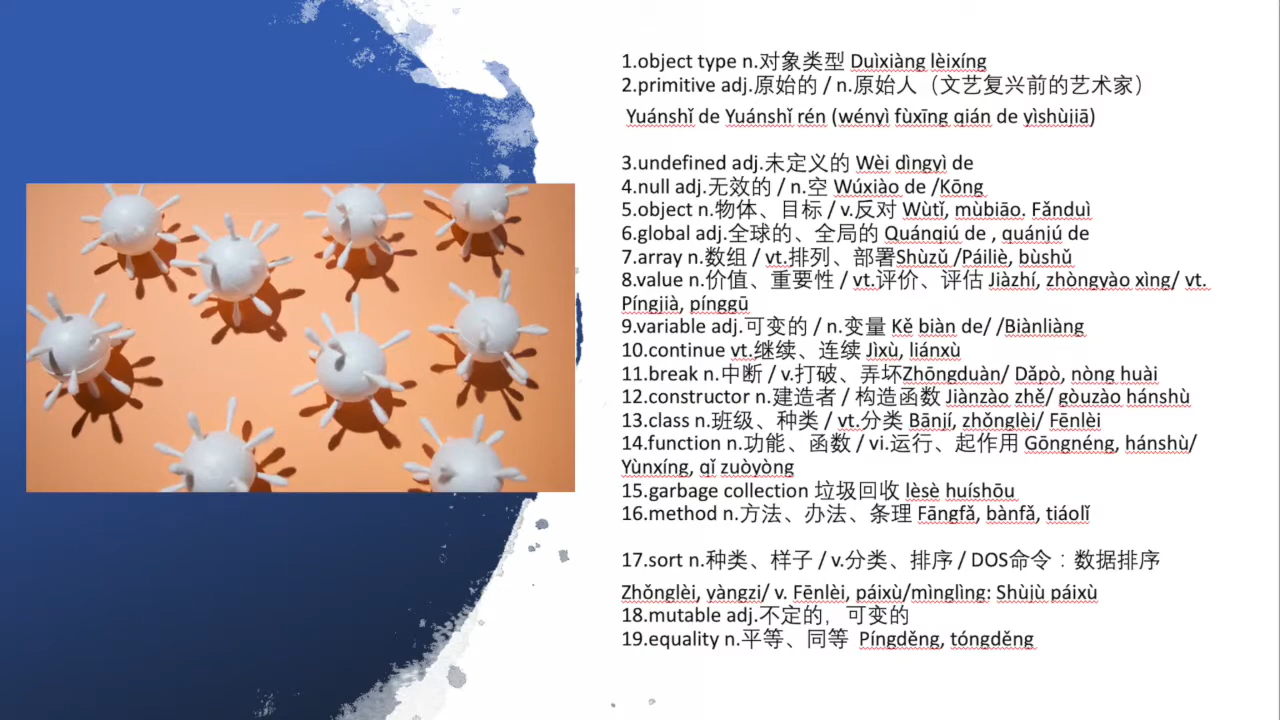 1.object type n.对象类型 Duìxiàng lèixíng
2.primitive adj.原始的 / n.原始人（文艺复兴前的艺术家）
Yuánshǐ de Yuánshǐ rén (wényì fùxīng qián de yìshùjiā)
3.undefined adj.未定义的 Wèi dìngyì de
4.null adj.无效的 / n.空 Wúxiào de /Kōng
5.object n.物体、目标 / v.反对 Wùtǐ, mùbiāo. Fǎnduì
6.global adj.全球的、全局的 Quánqiú de , quánjú de
7.array n.数组 / vt.排列、部署Shùzǔ /Páiliè, bùshǔ
8.value n.价值、重要性 / vt.评价、评估 Jiàzhí, zhòngyào xìng/ vt.
Píngjià, pínggū
9.variable adj.可变的 / n.变量 Kě biàn de/ /Biànliàng
10.continue vt.继续、连续 Jìxù, liánxù
11.break n.中断 / v.打破、弄坏Zhōngduàn/ Dǎpò, nòng huài
12.constructor n.建造者 / 构造函数 Jiànzào zhě/ gòuzào hánshù
13.class n.班级、种类 / vt.分类 Bānjí, zhǒnglèi/ Fēnlèi
14.function n.功能、函数 / vi.运行、起作用 Gōngnéng, hánshù/
Yùnxíng, qǐ zuòyòng
15.garbage collection 垃圾回收 lèsè huíshōu
16.method n.方法、办法、条理 Fāngfǎ, bànfǎ, tiáolǐ
17.sort n.种类、样子 / v.分类、排序 / DOS命令：数据排序
Zhǒnglèi, yàngzi/ v. Fēnlèi, páixù/mìnglìng: Shùjù páixù
18.mutable adj.不定的，可变的
19.equality n.平等、同等 Píngděng, tóngděng